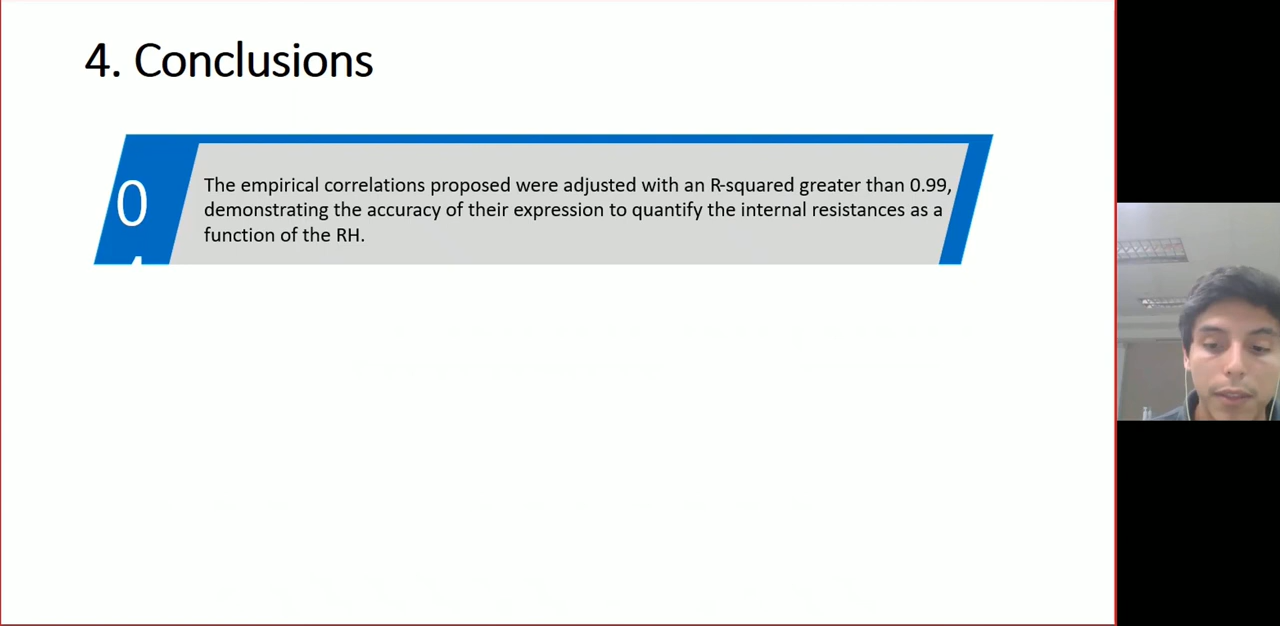 4. Conclusions
0
The empirical correlations proposed were adjusted with an R-squared greater than 0.99,
demonstrating the accuracy of their expression to quantify the internal resistances as a
function of the RH.